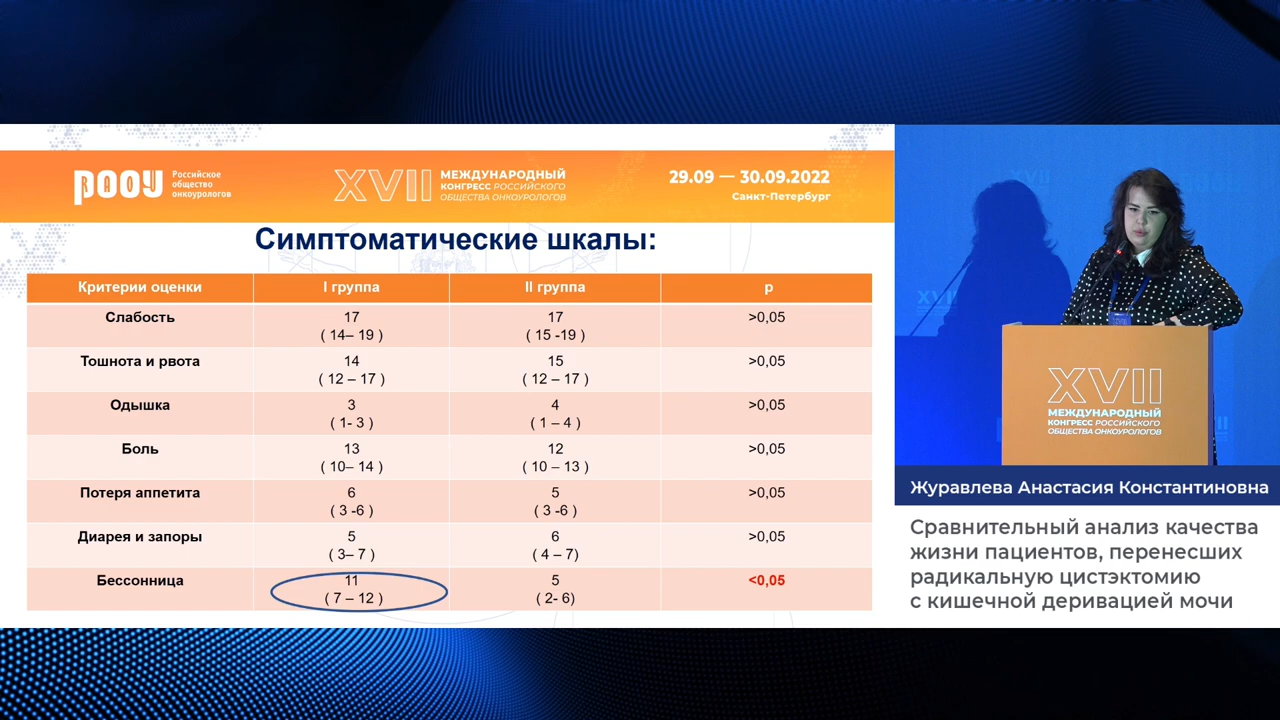 РООУ
Российское
общество
онкоурологов
XVII
МЕЖДУНАРОДНЫЙ
КОНГРЕСС РОССИЙСКОГО
ОБЩЕСТВА ОНКОУРОЛОГОВ
29.09 — 30.09.2022
Санкт-Петербург
Симптоматические шкалы:
Критерии оценки I группа II группа p
Слабость 17 17 >0,05
( 14– 19 ) ( 15 -19 )
Тошнота и рвота 14 15 >0,05
( 12 – 17 ) ( 12 – 17 )
Одышка 3 4 >0,05
( 1- 3 ) ( 1 – 4 )
Боль 13 12 >0,05
( 10– 14 ) ( 10 – 13 )
Потеря аппетита 6 5 >0,05
( 3 -6 ) ( 3 -6 )
Диарея и запоры 5 6 >0,05
( 3– 7 ) ( 4 – 7)
Бессонница 11 5 <0,05
( 7 – 12 ) ( 2- 6)
XVII
МЕЖДУНАРОДНЫЙ
КОНГРЕСС РОССИЙСКОГО
ОБЩЕСТВА ОНКОУРОЛОГОВ
Журавлева Анастасия Константиновна
Сравнительный анализ качества
жизни пациентов, перенесших
радикальную цистэктомию
с кишечной деривацией мочи